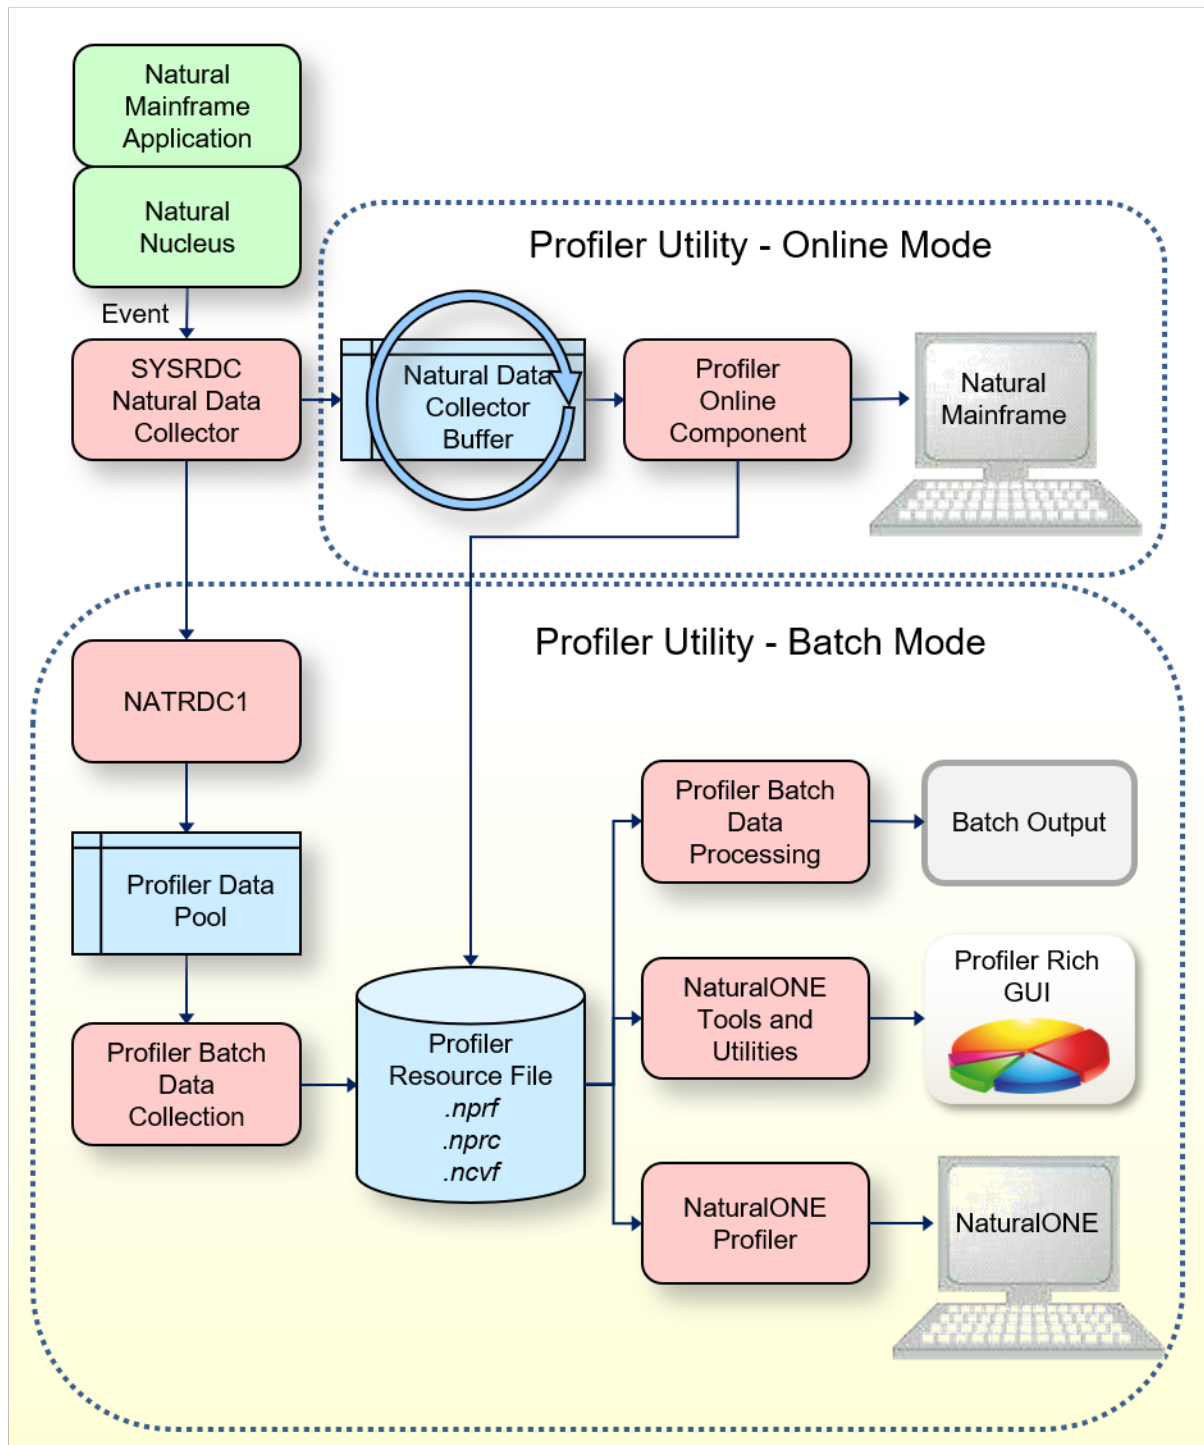 Natural
Mainframe
Application
Natural
Nucleus
Event
Profiler Utility - Online Mode
SYSRDC
Natural Data
Collector
Natural Data
Collector
Buffer
Profiler
Online
Component
Natural
Mainframe
Profiler Utility - Batch Mode
NATRDC1
Profiler Data
Pool
Profiler Batch
Data
Collection
Profiler
Resource File
.nprf
.nprc
.ncvf
Profiler Batch
Data
Processing
Batch Output
NaturalONE
Tools and
Utilities
Profiler Rich
GUI
NaturalONE
Profiler
NaturalONE